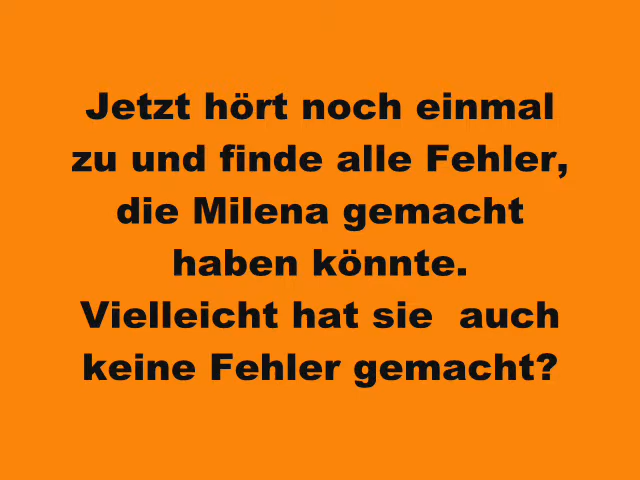 Jetzt hört noch einmal
zu und finde alle Fehler,
die Milena gemacht
haben könnte.
Vielleicht hat sie  auch
keine Fehler gemacht?